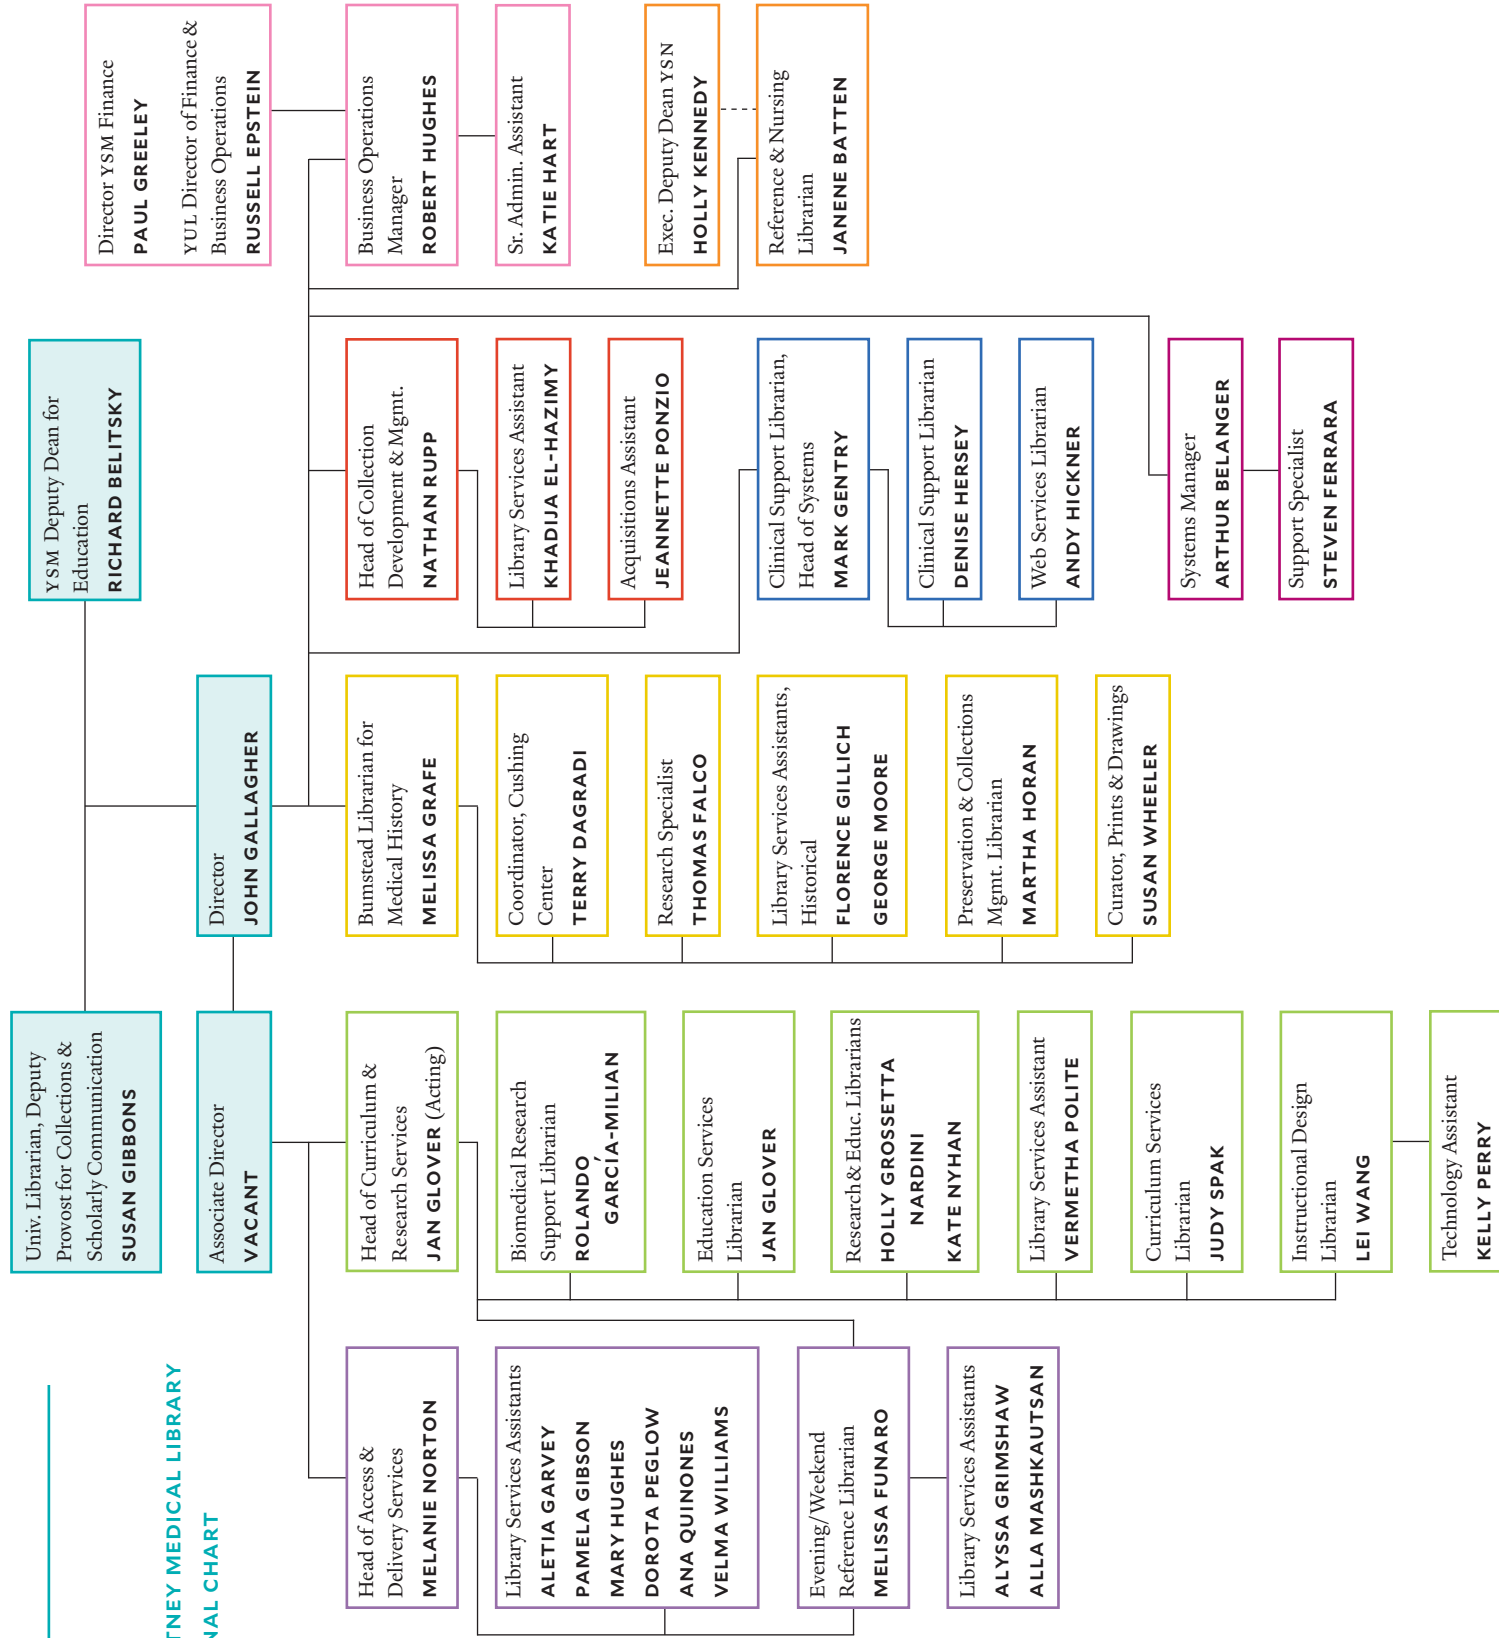 TNEY MEDICAL LIBRARY
NAL CHART
Univ. Librarian, Deputy
Provost for Collections &
Scholarly Communication
SUSAN GIBBONS
YSM Deputy Dean for
Education
RICHARD BELITSKY
Director YSM Finance
PAUL GREELEY
YUL Director of Finance &
Business Operations
RUSSELL EPSTEIN
Associate Director
VACANT
Director
JOHN GALLAGHER
Head of Access &
Delivery Services
MELANIE NORTON
Library Services Assistants
ALETIA GARVEY
PAMELA GIBSON
MARY HUGHES
DOROTA PEGLOW
ANA QUINONES
VELMA WILLIAMS
Evening/Weekend
Reference Librarian
MELISSA FUNARO
Library Services Assistants
ALYSSA GRIMSHAW
ALLA MASHKAUTSAN
Head of Curriculum &
Research Services
JAN GLOVER (Acting)
Biomedical Research
Support Librarian
ROLANDO
GARCÍA-MILIAN
Education Services
Librarian
JAN GLOVER
Research & Educ. Librarians
HOLLY GROSSETTA
NARDINI
KATE NYHAN
Library Services Assistant
VERMETHA POLITE
Curriculum Services
Librarian
JUDY SPAK
Instructional Design
Librarian
LEI WANG
Technology Assistant
KELLY PERRY
Bumstead Librarian for
Medical History
MELISSA GRAFE
Coordinator, Cushing
Center
TERRY DAGRADI
Research Specialist
THOMAS FALCO
Library Services Assistants,
Historical
FLORENCE GILLICH
GEORGE MOORE
Preservation & Collections
Mgmt. Librarian
MARTHA HORAN
Curator, Prints & Drawings
SUSAN WHEELER
Head of Collection
Development & Mgmt.
NATHAN RUPP
Library Services Assistant
KHADIJA EL-HAZIMY
Acquisitions Assistant
JEANNETTE PONZIO
Clinical Support Librarian,
Head of Systems
MARK GENTRY
Clinical Support Librarian
DENISE HERSEY
Web Services Librarian
ANDY HICKNER
Systems Manager
ARTHUR BELANGER
Support Specialist
STEVEN FERRARA
Business Operations
Manager
ROBERT HUGHES
Sr. Admin. Assistant
KATIE HART
Exec. Deputy Dean YSN
HOLLY KENNEDY
Reference & Nursing
Librarian
JANENE BATTEN